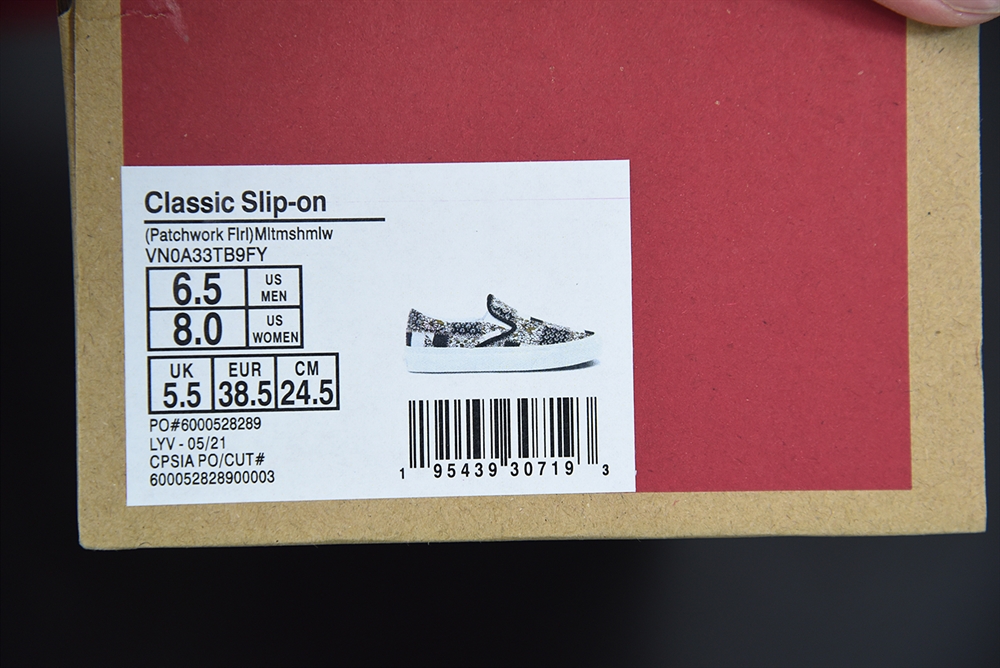 Classic Slip-on
(Patchwork Flrl)Mltmshmlw
VN0A33TB9FY
6.5 US MEN
8.0 US WOMEN
UK EUR CM
5.5 38.5 24.5
PO#6000528289
LYV - 05/21
CPSIA PO/CUT#
600052828900003
1 95439 30719 3